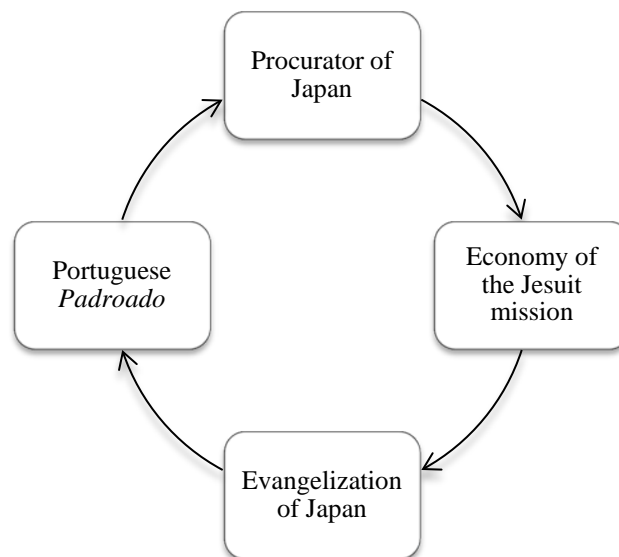 Procurator of
Japan
Portuguese
Padroado
Economy of
the Jesuit
mission
Evangelization
of Japan